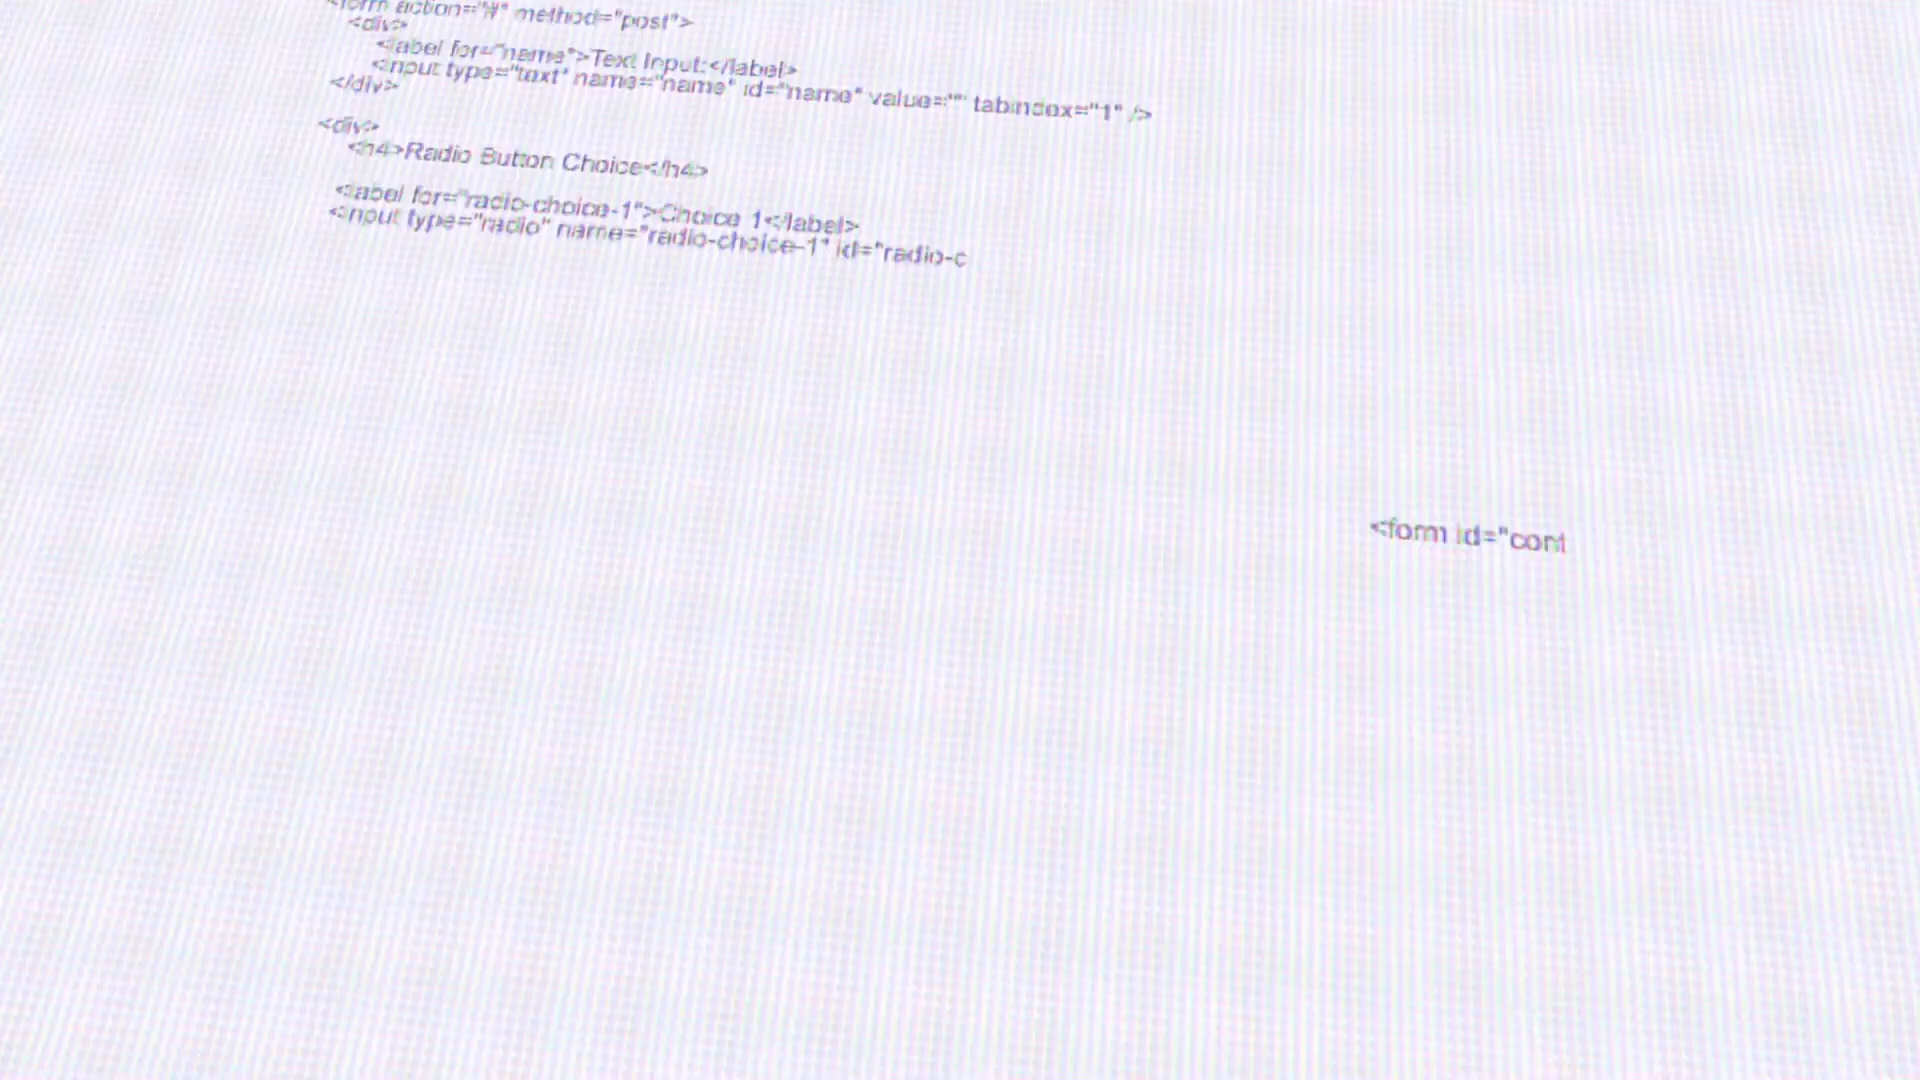 <form action="#" method="post">
<div>
<label for="name">Text Input:</label>
<input type="text" name="name" id="name" value="" tabindex="1" />
</div>
<div>
<h4>Radio Button Choice</h4>
<label for="radio-choice-1">Choice 1</label>
<input type="radio" name="radio-choice-1" id="radio-c
<form id="cont